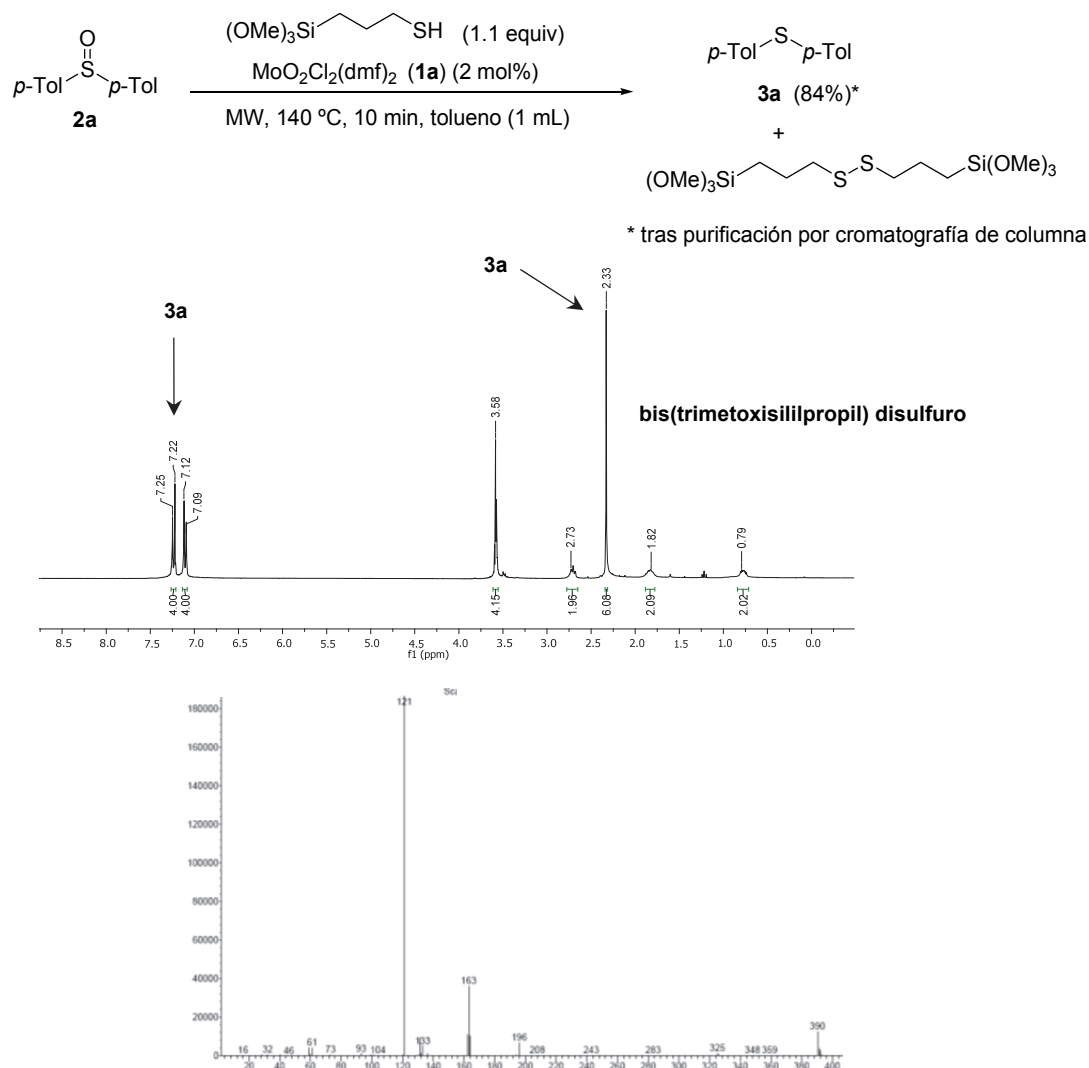 (OMe)3Si SH (1.1 equiv)
O
S
p-Tol p-Tol
2a
MoO2Cl2(dmf)2 (1a) (2 mol%)
MW, 140 ºC, 10 min, tolueno (1 mL)
S
p-Tol p-Tol
3a (84%)*
+
(OMe)3Si S S Si(OMe)3
* tras purificación por cromatografía de columna
3a
3a
bis(trimetoxisililpropil) disulfuro
7.25
7.22
7.12
7.09
3.58
2.73
2.33
1.82
0.79
4.00
4.00
4.15
1.96
6.08
2.09
2.02
8.5 8.0 7.5 7.0 6.5 6.0 5.5 5.0 4.5 4.0 3.5 3.0 2.5 2.0 1.5 1.0 0.5 0.0
f1 (ppm)
180000
160000
140000
120000
100000
80000
60000
40000
20000
0
121
163
390
16 32 46 61 73 93 104 133 196 208 243 283 325 348 369
20 40 60 80 100 120 140 160 180 200 220 240 260 280 300 320 340 360 380 400